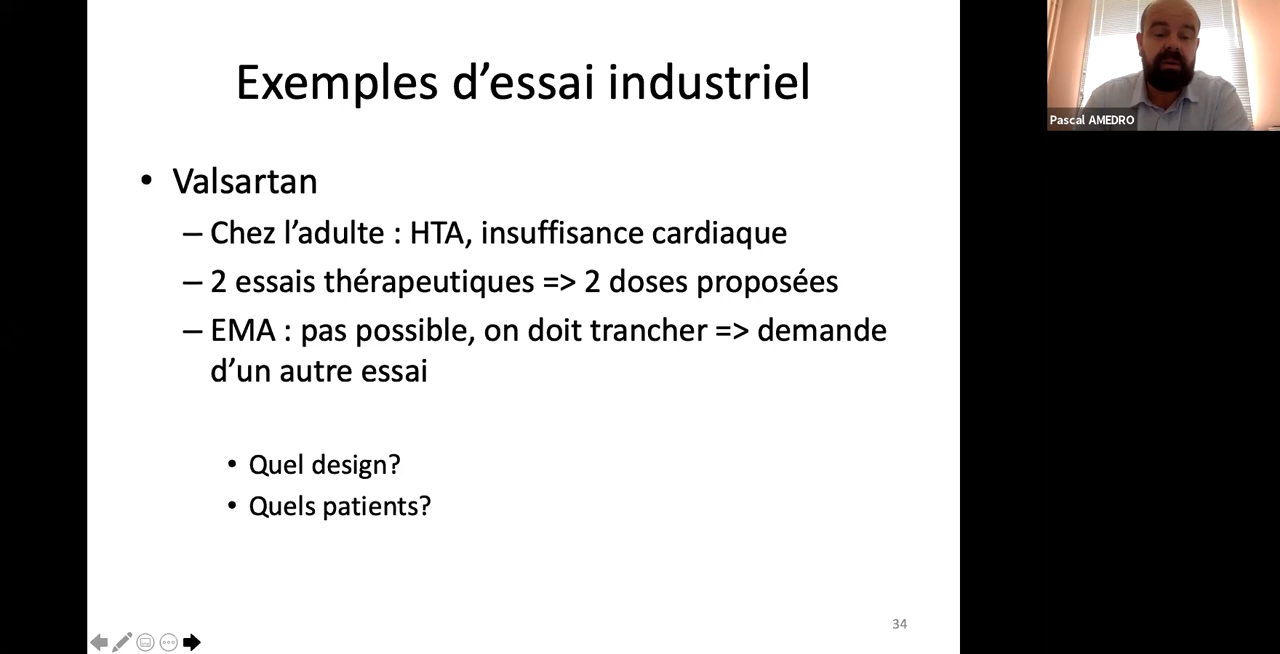 Exemples d’essai industriel
• Valsartan
– Chez l’adulte : HTA, insuffisance cardiaque
– 2 essais thérapeutiques => 2 doses proposées
– EMA : pas possible, on doit trancher => demande
d’un autre essai
• Quel design?
• Quels patients?
34
Pascal AMEDRO